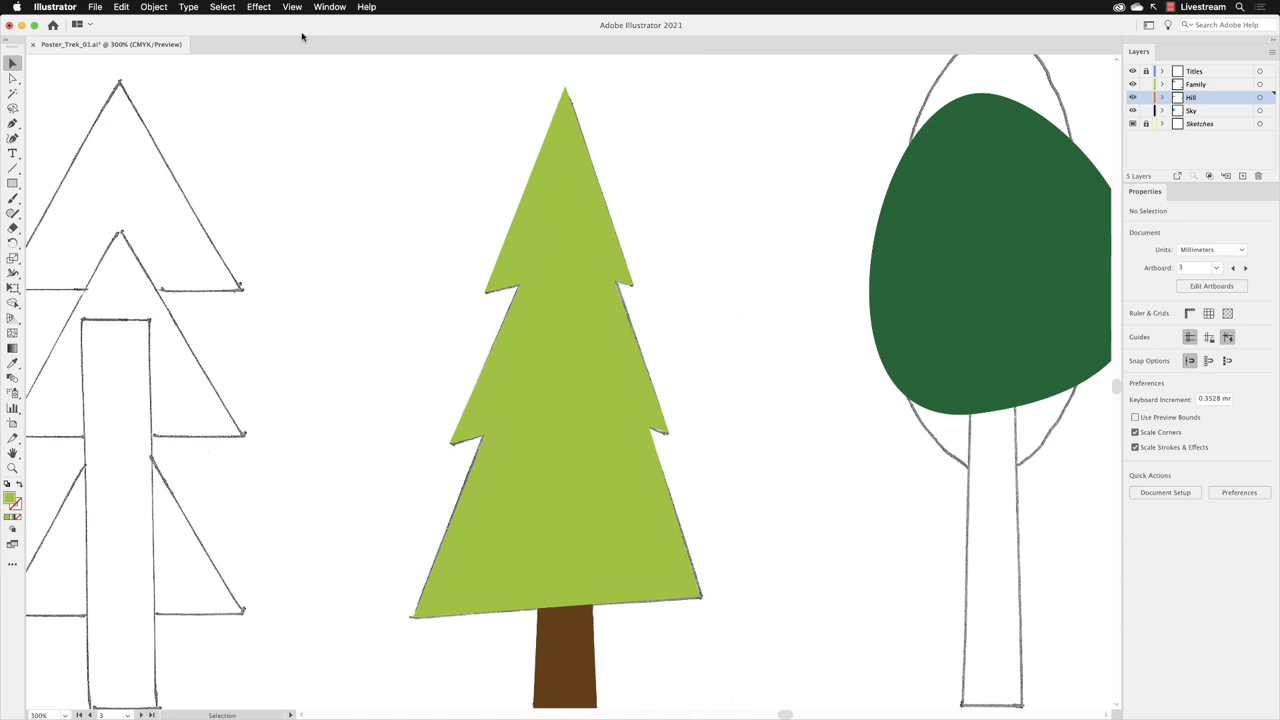 Illustrator File Edit Object Type Select Effect View Window Help Livestream
Adobe Illustrator 2021 Search Adobe Help
Poster_Trek_01.ai* @ 300% (CMYK/Preview)
Layers
Titles
Family
Hill
Sky
Sketches
5 Layers
Properties
No Selection
Document
Units: Millimeters
Artboard: 3
Edit Artboards
Ruler & Grids
Guides
Snap Options
Preferences
Keyboard Increment: 0,3528 mr
Use Preview Bounds
Scale Corners
Scale Strokes & Effects
Quick Actions
Document Setup Preferences
300% 3 Selection